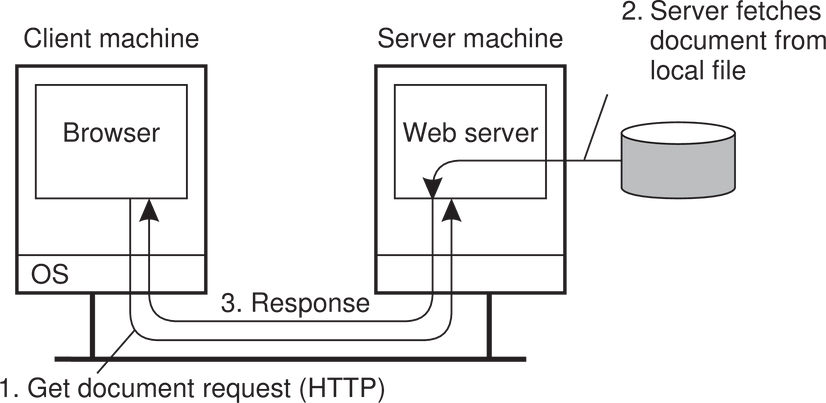 Client machine
Server machine
2. Server fetches
document from
local file
Browser
Web server
OS
3. Response
1. Get document request (HTTP)